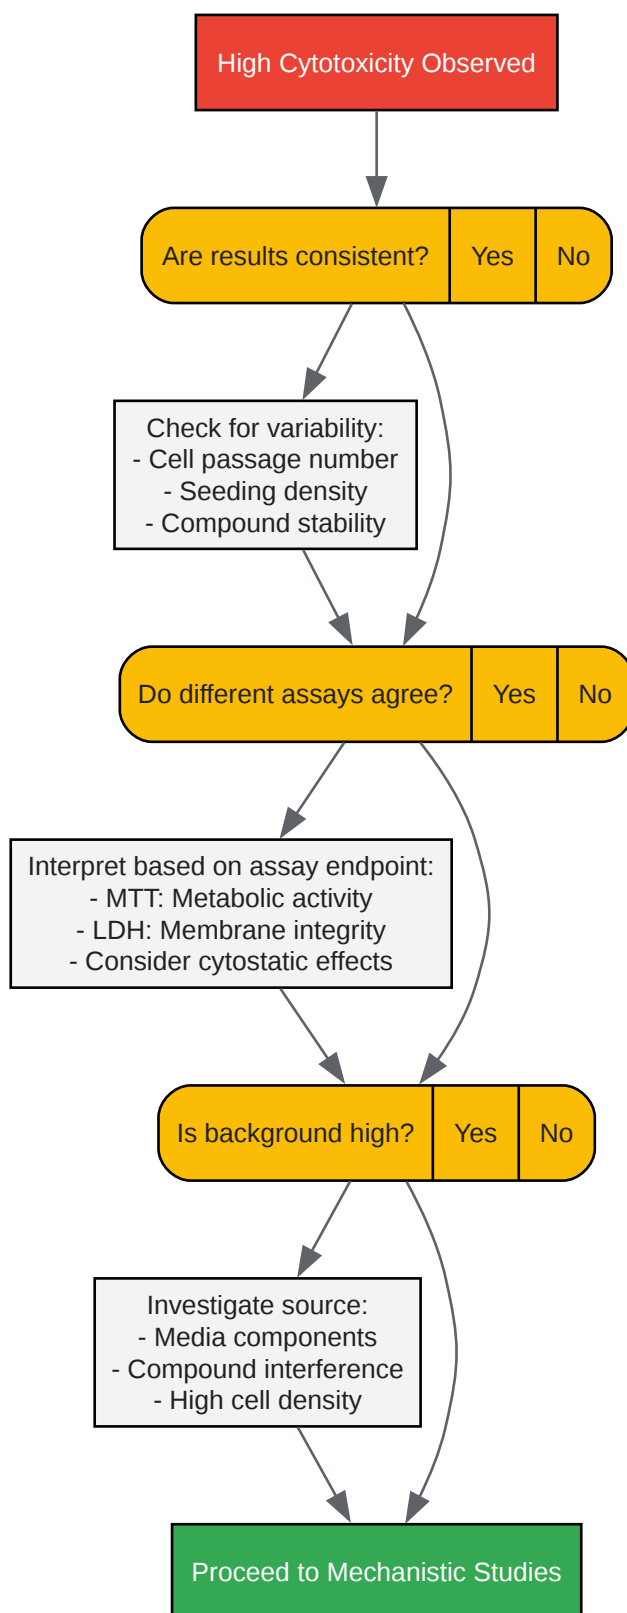 High Cytotoxicity Observed
Are results consistent? Yes No
Check for variability:
- Cell passage number
- Seeding density
- Compound stability
Do different assays agree? Yes No
Interpret based on assay endpoint:
- MTT: Metabolic activity
- LDH: Membrane integrity
- Consider cytostatic effects
Is background high? Yes No
Investigate source:
- Media components
- Compound interference
- High cell density
Proceed to Mechanistic Studies